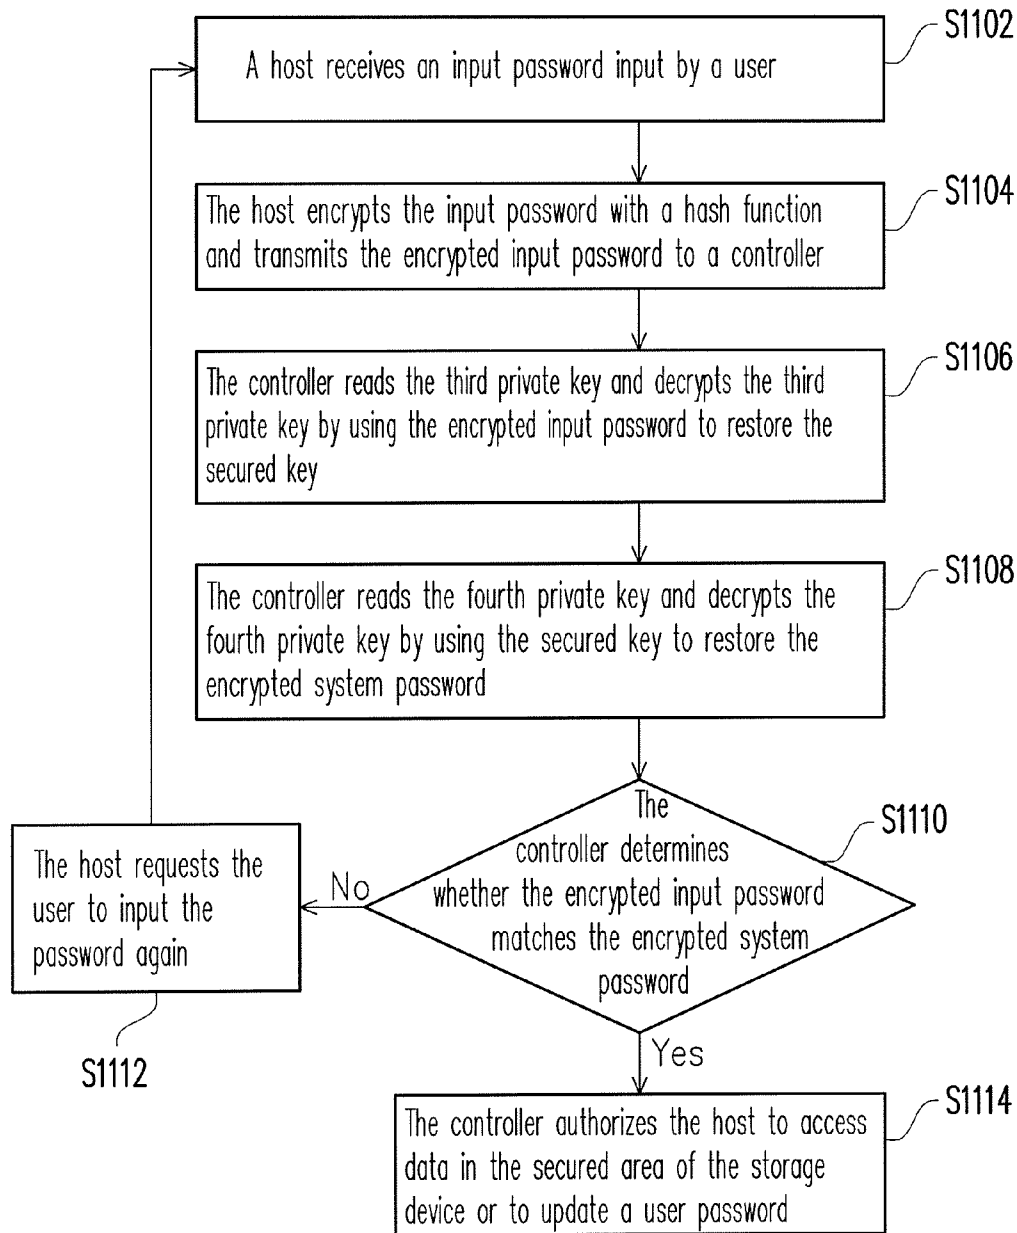 S1102
A host receives an input password input by a user
S1104
The host encrypts the input password with a hash function
and transmits the encrypted input password to a controller
S1106
The controller reads the third private key and decrypts the third
private key by using the encrypted input password to restore the
secured key
S1108
The controller reads the fourth private key and decrypts the
fourth private key by using the secured key to restore the
encrypted system password
S1110
The
controller determines
whether the encrypted input password
matches the encrypted system
password
No
The host requests the
user to input the
password again
S1112
Yes
S1114
The controller authorizes the host to access
data in the secured area of the storage
device or to update a user password